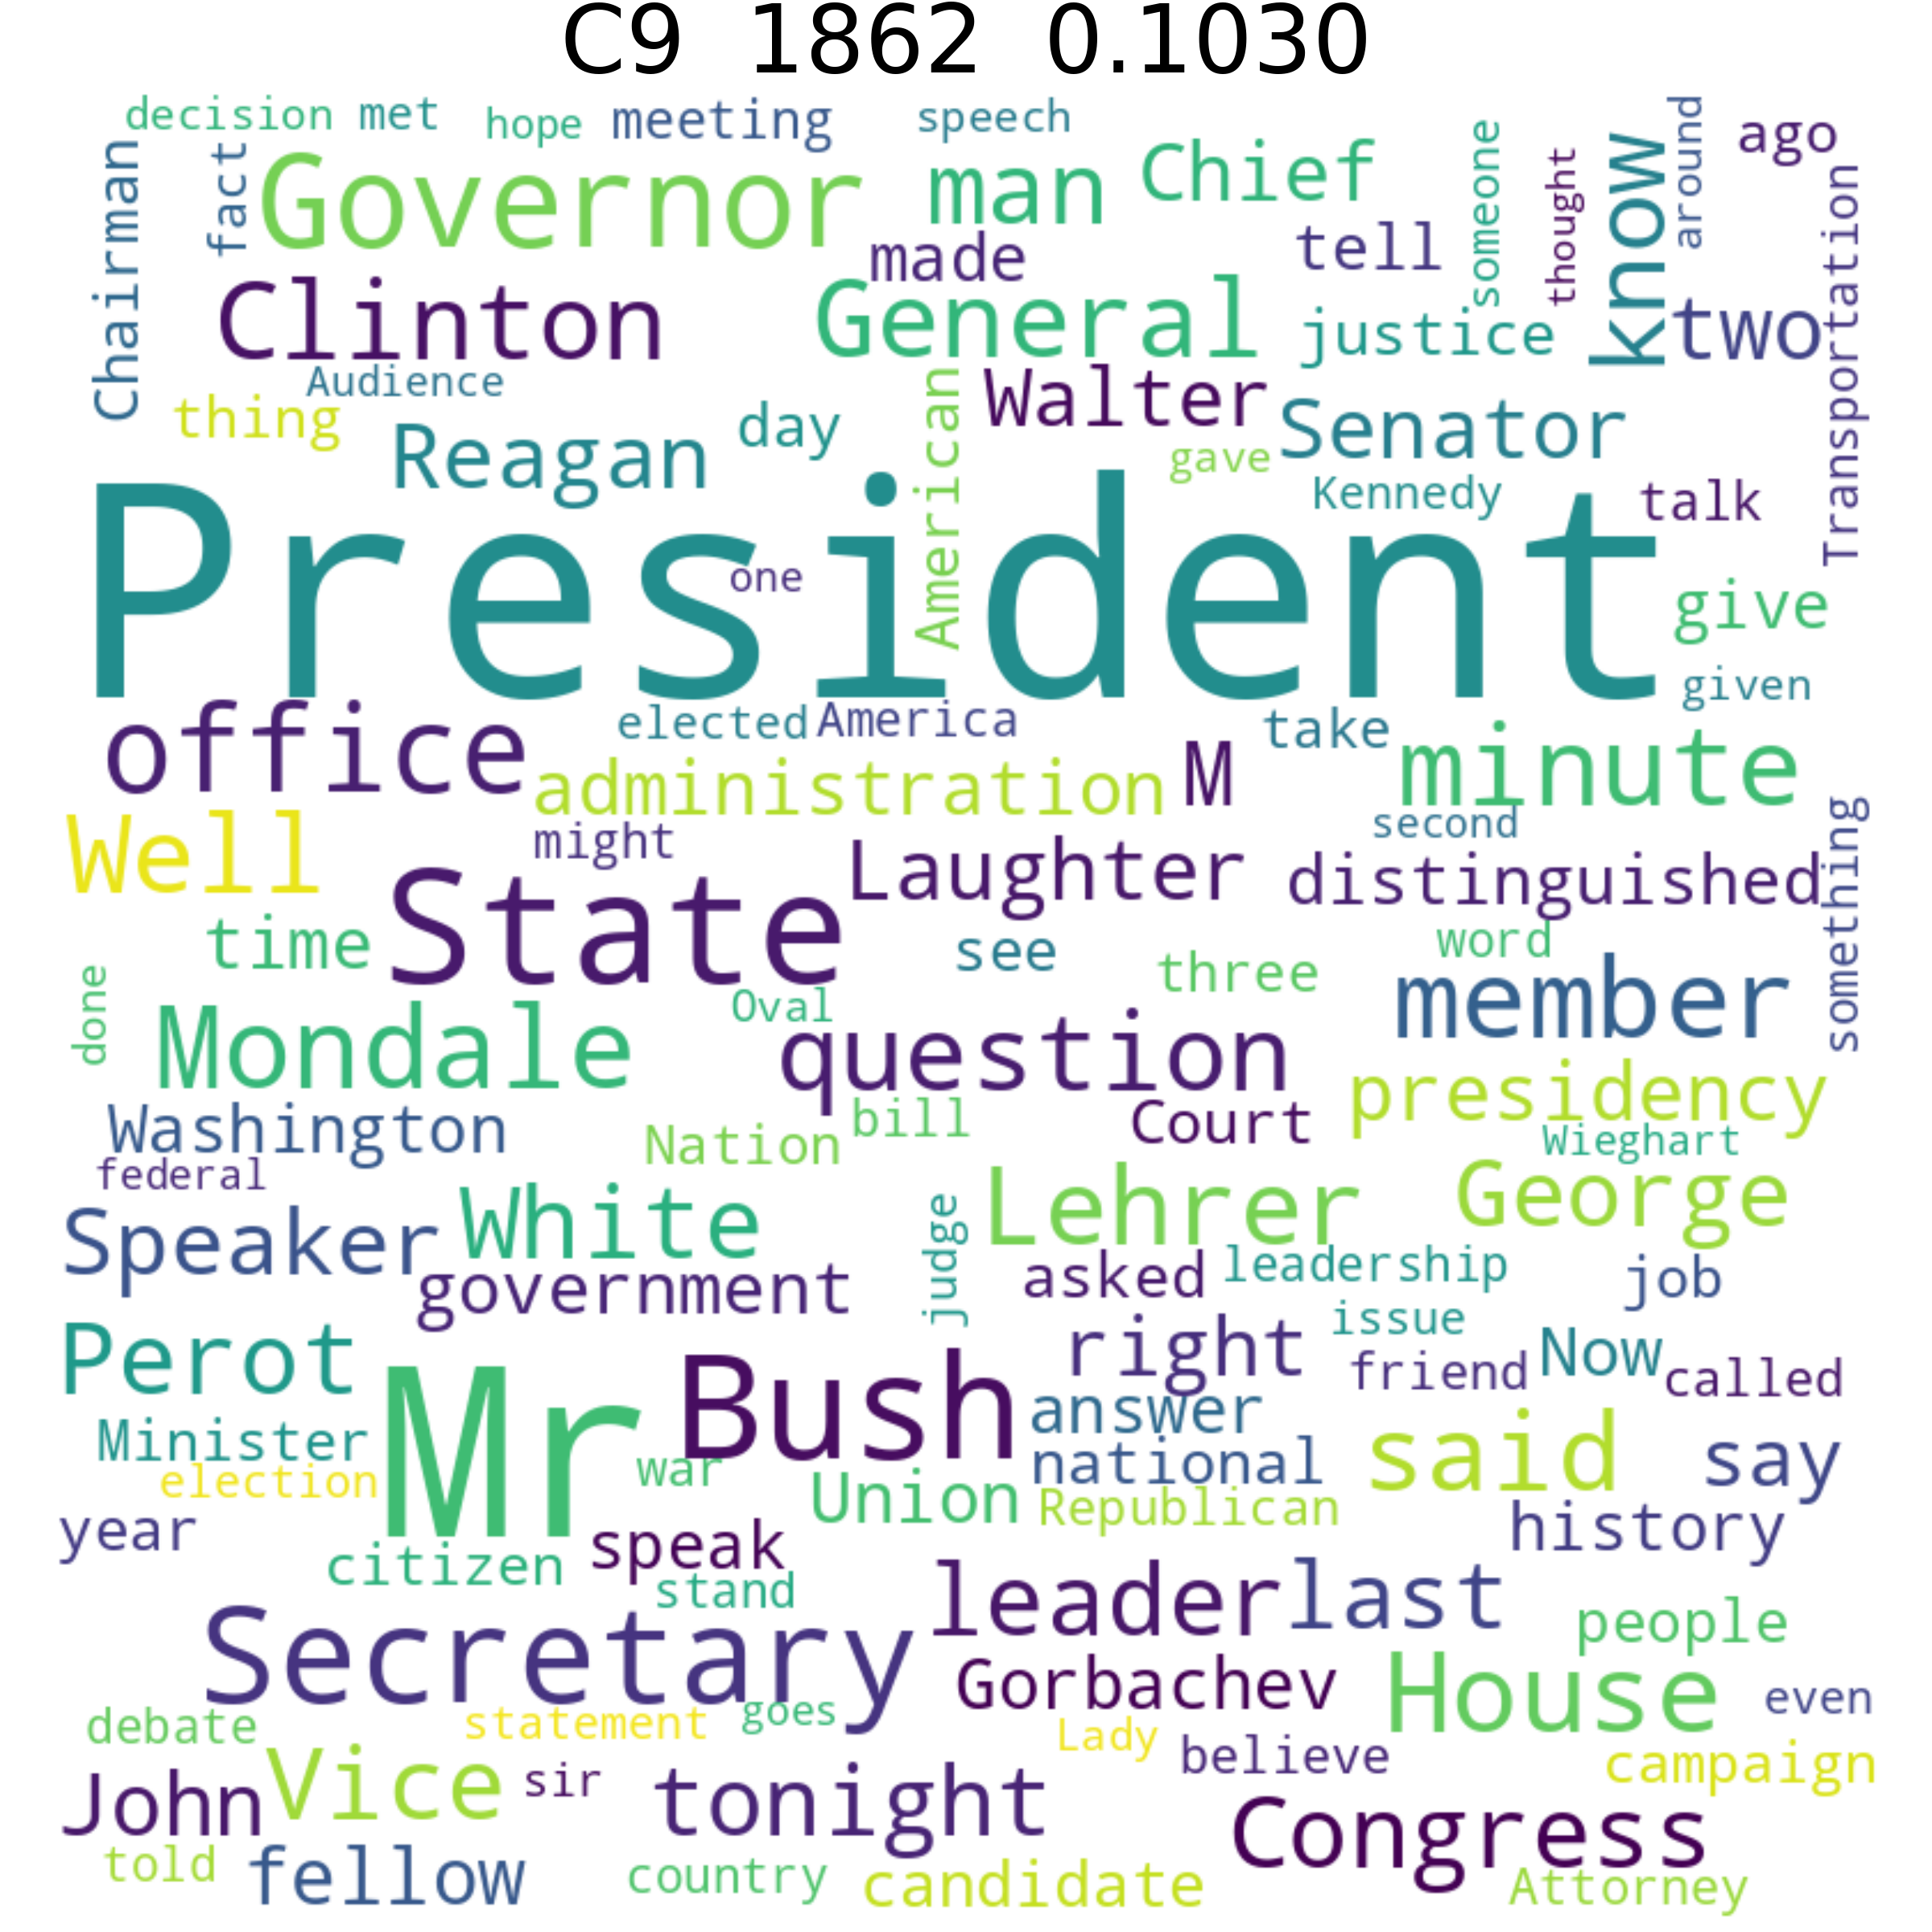 C9 1862 0.1030
decision met hope meeting speech
Chairman fact Governor man Chief someone thought know around ago
made tell Transportation
Clinton General justice two
Audience American Walter
thing Reagan day gave Senator
Kennedy talk
President
one give
given
office elected America take
administration M minute
Well might second something
State Laughter distinguished
time see three word
done Mondale Oval question member
Washington Nation bill Court presidency
federal Wieghart
Speaker White judge Lehrer George
government asked leadership job
Perot right issue
Mr Bush friend Now called
Minister answer
election war national said say
year Union Republican
citizen speak history
stand leader last people
Secretary Gorbachev House even
debate statement goes Lady believe campaign
John Vice sir tonight
told fellow country candidate Congress
Attorney